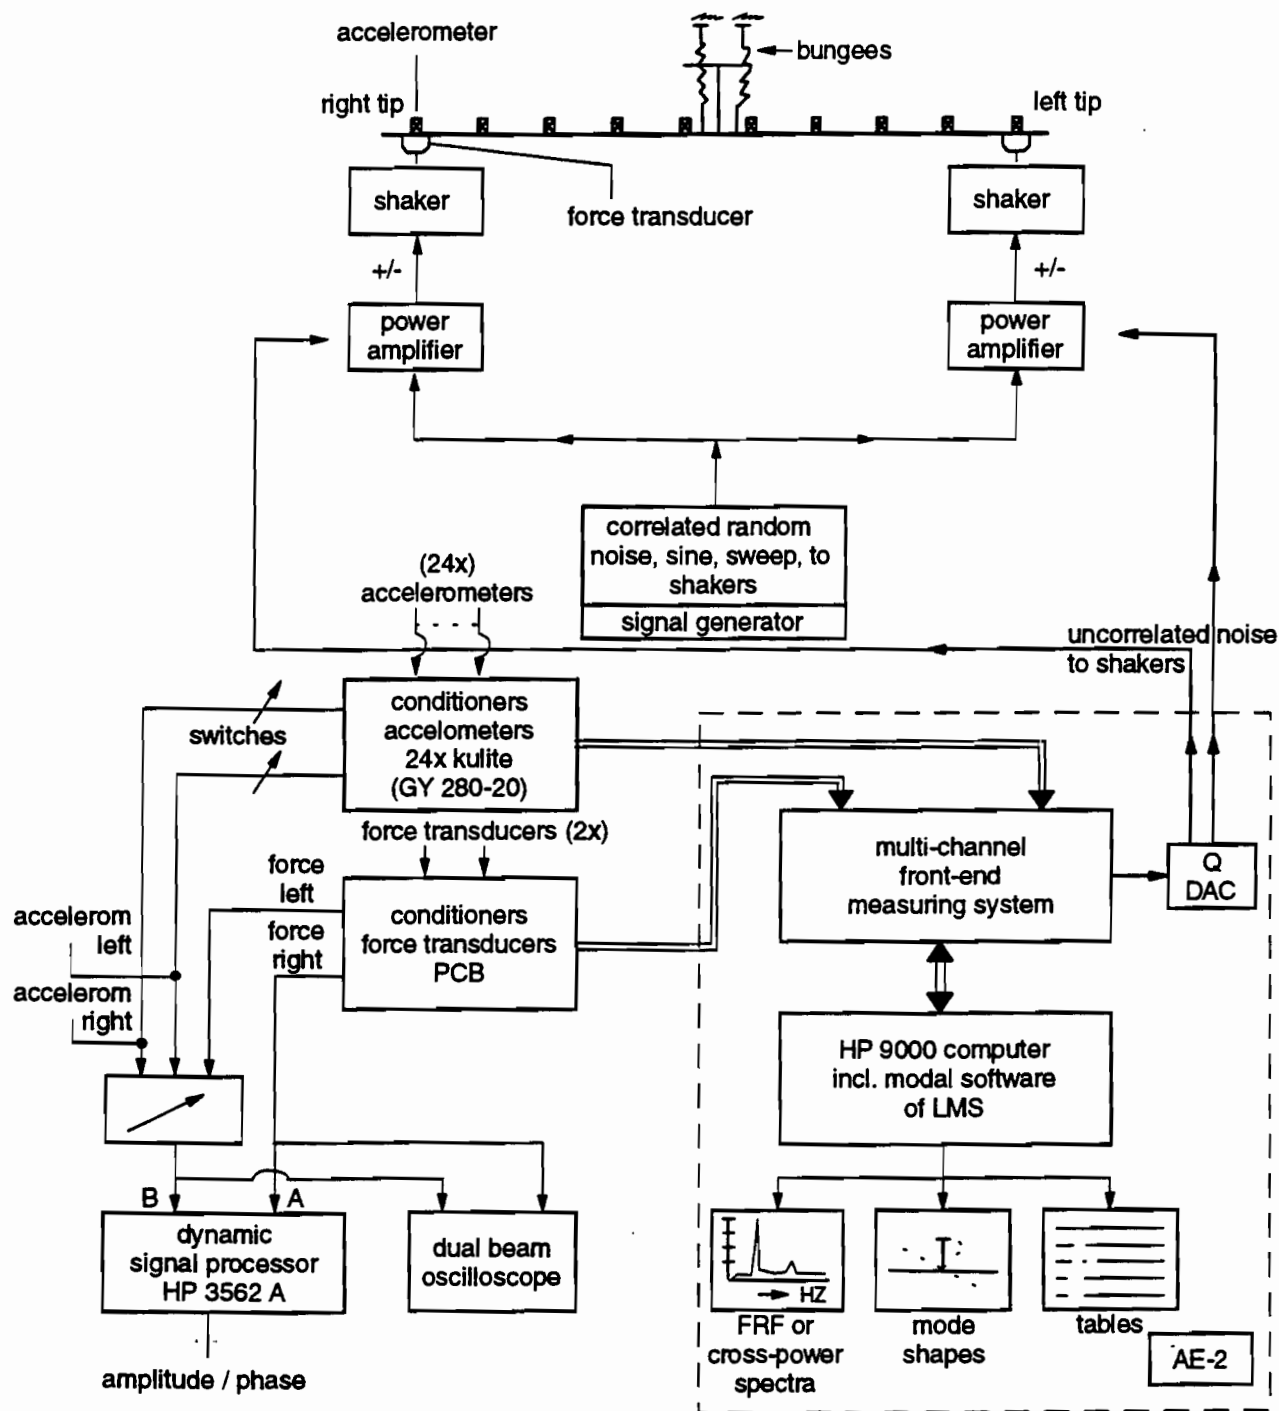 accelerometer
bungees
right tip
left tip
shaker
force transducer
shaker
+/-
+/-
power
amplifier
power
amplifier
correlated random
noise, sine, sweep, to
shakers
signal generator
(24x)
accelerometers
uncorrelated noise
to shakers
switches
conditioners
accelometers
24x kulite
(GY 280-20)
force transducers (2x)
force
left
force
right
conditioners
force transducers
PCB
accelerom
left
accelerom
right
multi-channel
front-end
measuring system
Q
DAC
HP 9000 computer
incl. modal software
of LMS
B
A
dynamic
signal processor
HP 3562 A
dual beam
oscilloscope
amplitude / phase
HZ
FRF or
cross-power
spectra
mode
shapes
tables
AE-2